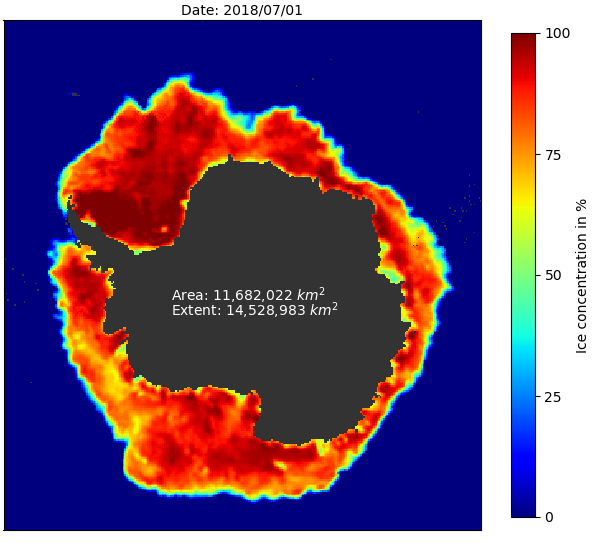 Date: 2018/07/01
Area: 11,682,022 km²
Extent: 14,528,983 km²
100
75
50
25
0
Ice concentration in %